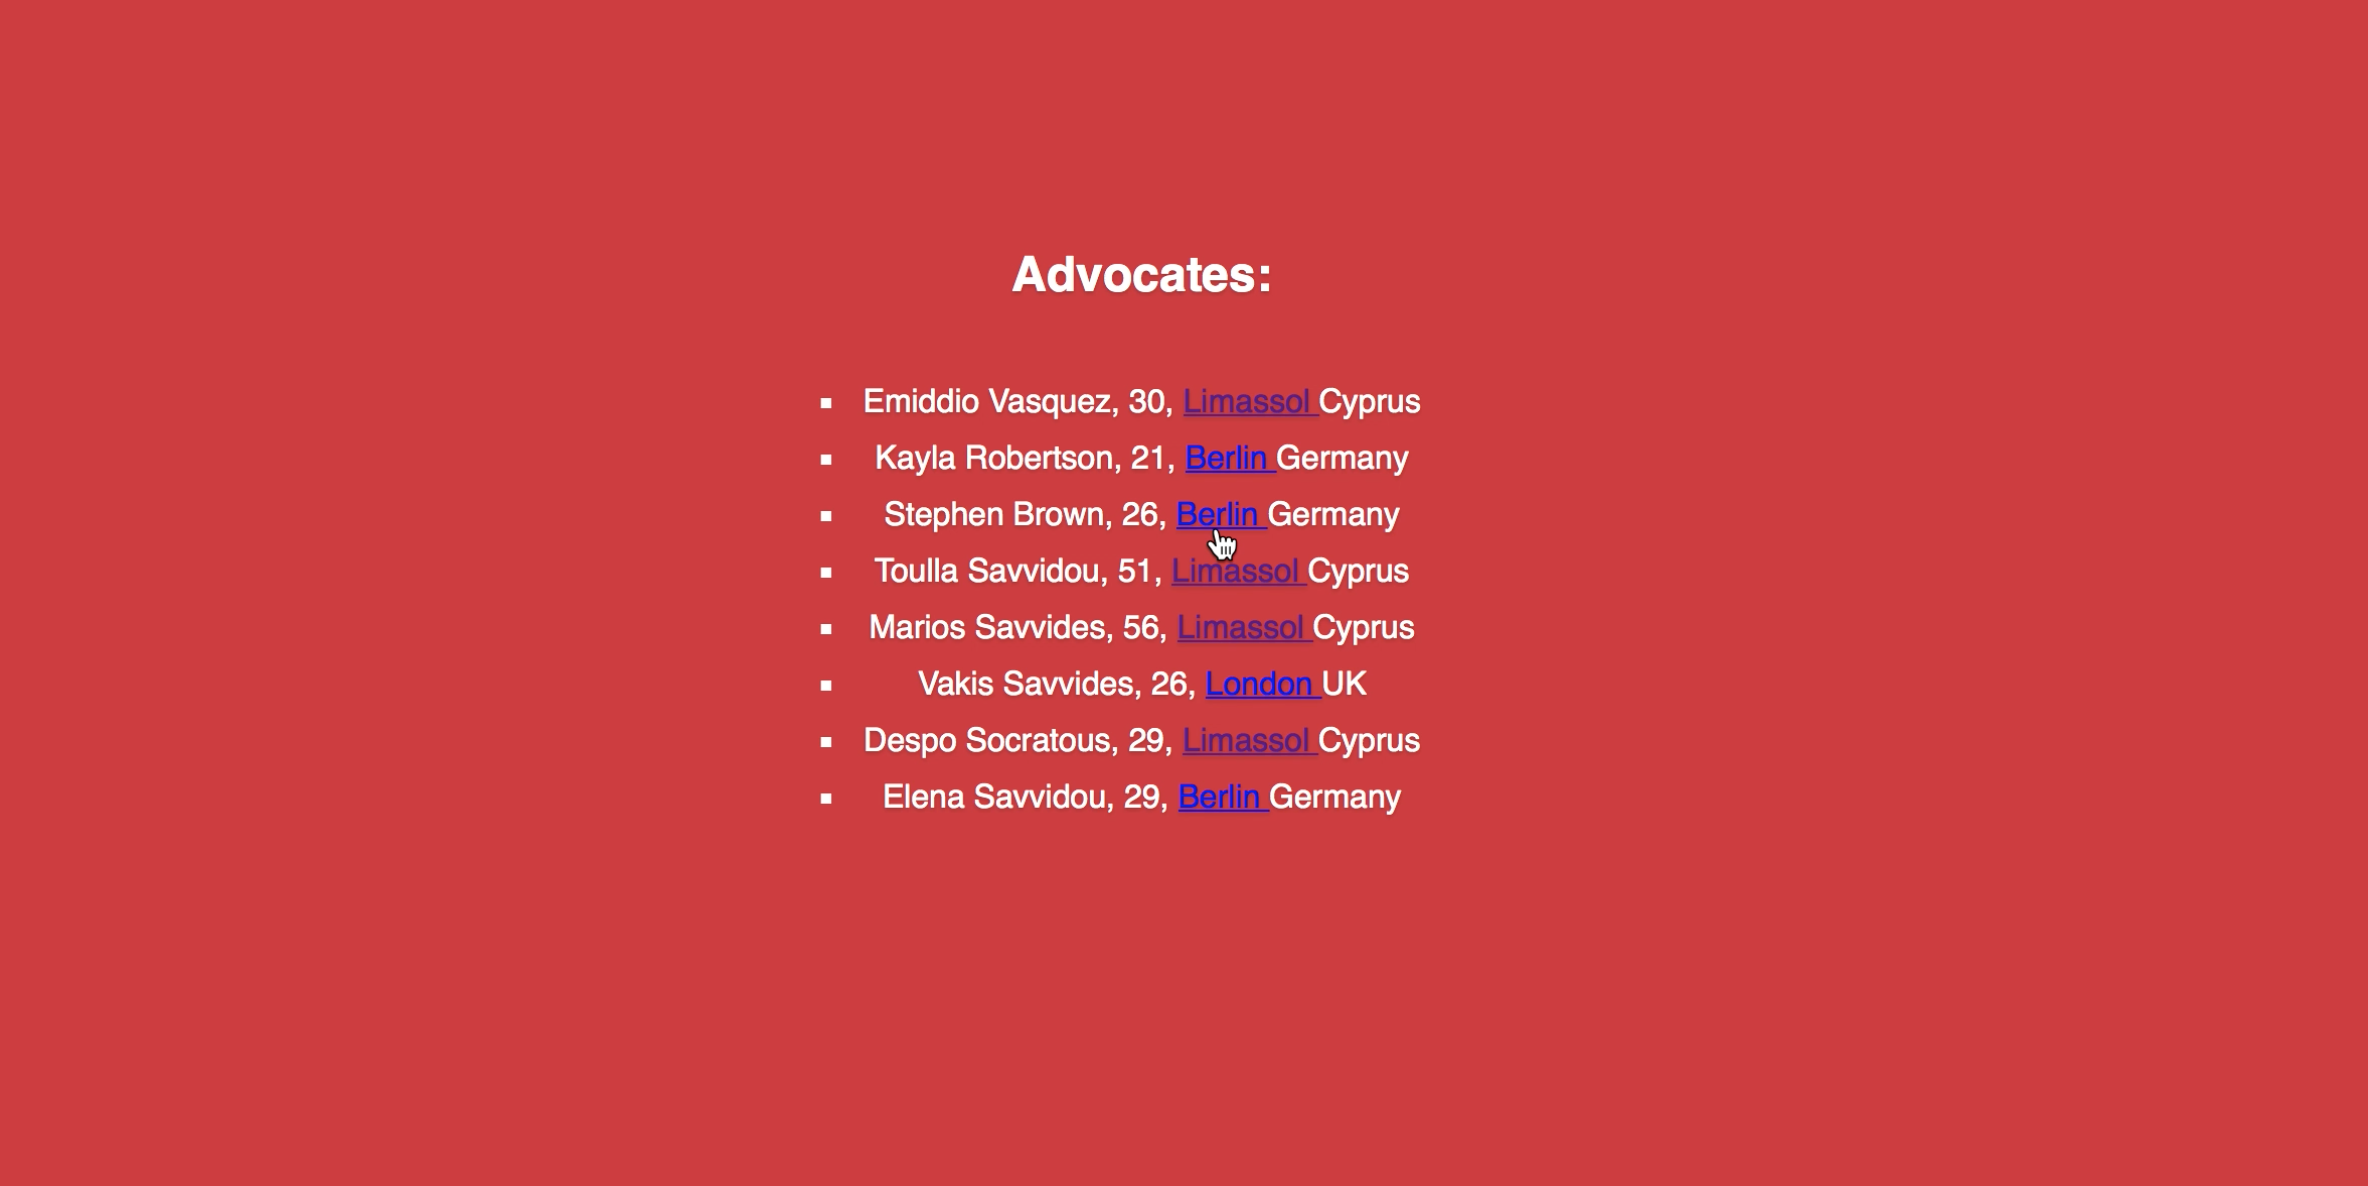 Advocates:
Emiddio Vasquez, 30, Limassol Cyprus
Kayla Robertson, 21, Berlin Germany
Stephen Brown, 26, Berlin Germany
Toulla Savvidou, 51, Limassol Cyprus
Marios Savvides, 56, Limassol Cyprus
Vakis Savvides, 26, London UK
Despo Socratous, 29, Limassol Cyprus
Elena Savvidou, 29, Berlin Germany